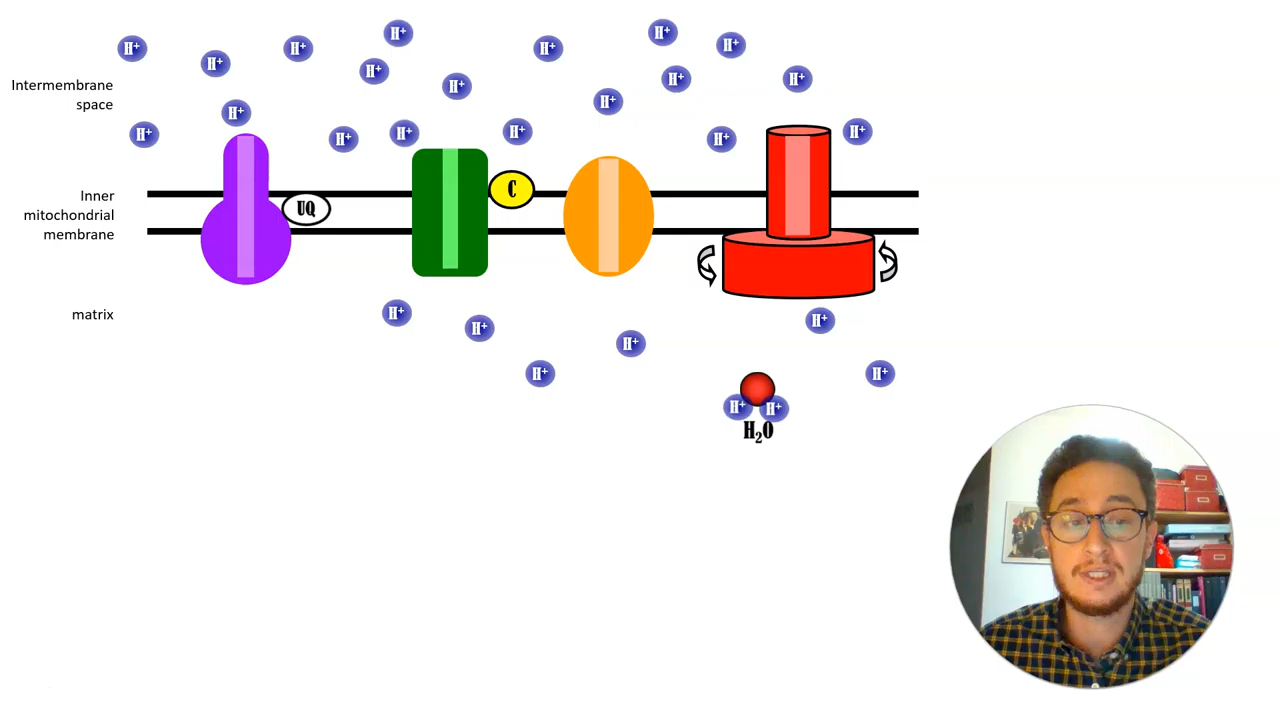 H⁺
H⁺
H⁺
H⁺
H⁺
H⁺
H⁺
H⁺
H⁺
H⁺
Intermembrane
space
H⁺
H⁺
H⁺
H⁺
H⁺
H⁺
H⁺
H⁺
H⁺
Inner
mitochondrial
membrane
UQ
C
matrix
H⁺
H⁺
H⁺
H⁺
H⁺
H⁺
H⁺ H⁺
H₂O